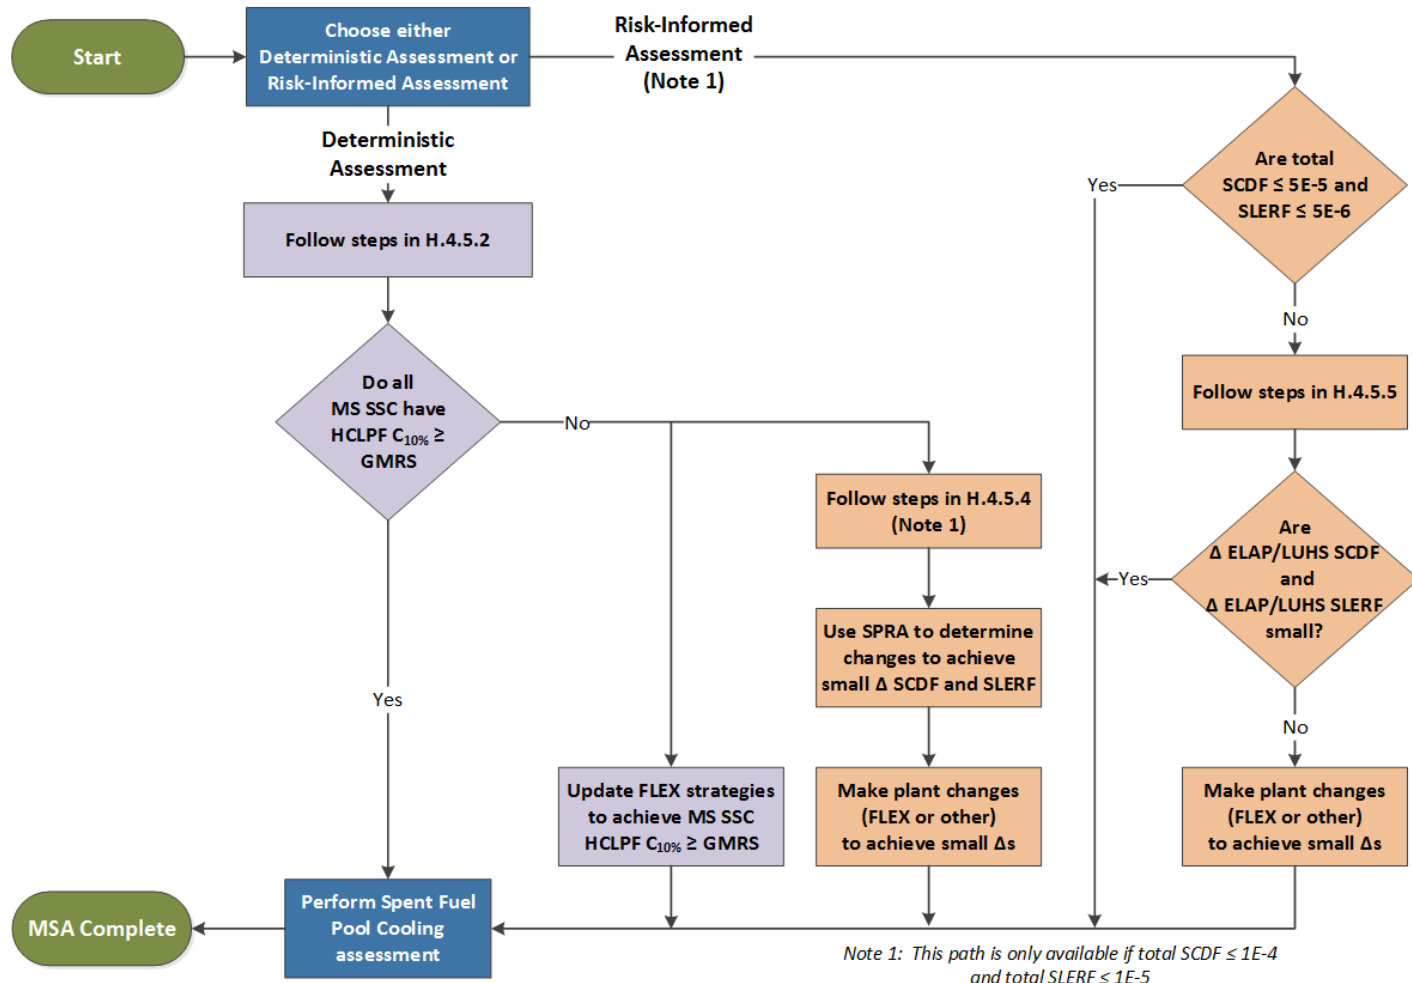 Start
Choose either
Deterministic Assessment or
Risk-Informed Assessment
Risk-Informed
Assessment
(Note 1)
Deterministic
Assessment
Are total
SCDF ≤ 5E-5 and
SLERF ≤ 5E-6
Yes
No
Follow steps in H.4.5.2
Follow steps in H.4.5.5
Do all
MS SSC have
HCLPF C10% ≥
GMRS
No
Yes
Follow steps in H.4.5.4
(Note 1)
Use SPRA to determine
changes to achieve
small Δ SCDF and SLERF
Are
Δ ELAP/LUHS SCDF
and
Δ ELAP/LUHS SLERF
small?
Yes
No
Update FLEX strategies
to achieve MS SSC
HCLPF C10% ≥ GMRS
Make plant changes
(FLEX or other)
to achieve small Δs
Make plant changes
(FLEX or other)
to achieve small Δs
Perform Spent Fuel
Pool Cooling
assessment
MSA Complete
Note 1: This path is only available if total SCDF ≤ 1E-4
and total SLERF ≤ 1E-5